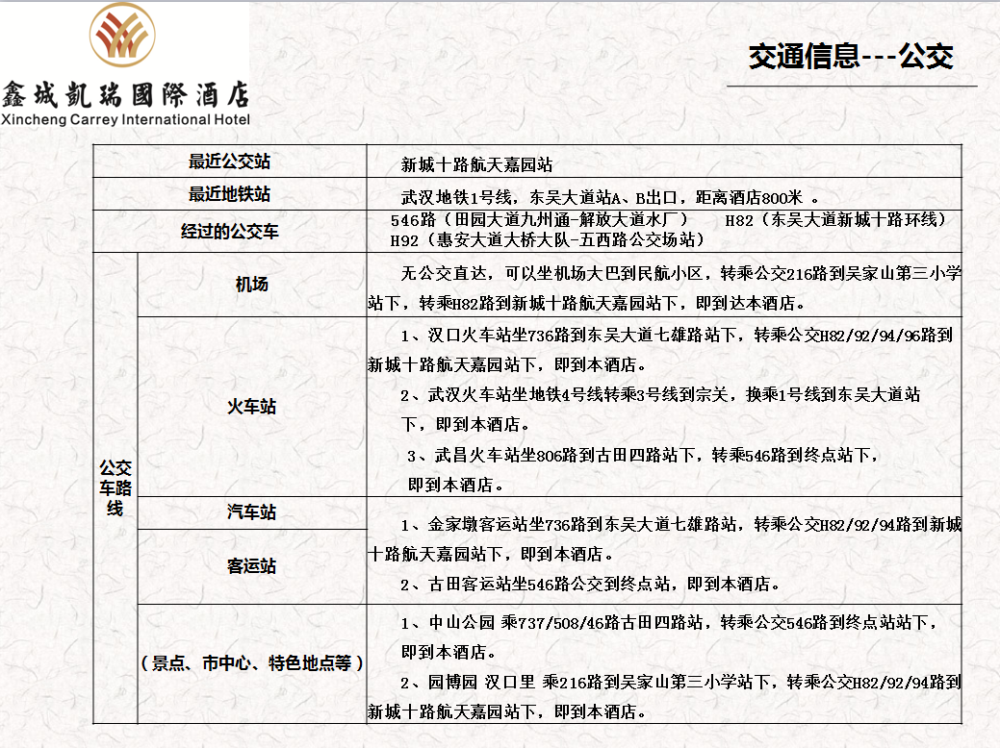 鑫城凱瑞國際酒店
Xincheng Carrey International Hotel
交通信息---公交
最近公交站
新城十路航天嘉园站
最近地铁站
武汉地铁1号线，东吴大道站A、B出口，距离酒店800米 。
经过的公交车
546路（田园大道九州通-解放大道水厂） H82（东吴大道新城十路环线）
H92（惠安大道大桥大队-五西路公交场站）
公交
车路
线
机场
无公交直达，可以坐机场大巴到民航小区，转乘公交216路到吴家山第三小学
站下，转乘H82路到新城十路航天嘉园站下，即到达本酒店。
火车站
1、汉口火车站坐736路到东吴大道七雄路站下，转乘公交H82/92/94/96路到
新城十路航天嘉园站下，即到本酒店。
2、武汉火车站坐地铁4号线转乘3号线到宗关，换乘1号线到东吴大道站
下，即到本酒店。
3、武昌火车站坐806路到古田四路站下，转乘546路到终点站下，
即到本酒店。
汽车站
客运站
1、金家墩客运站坐736路到东吴大道七雄路站，转乘公交H82/92/94路到新城
十路航天嘉园站下，即到本酒店。
2、古田客运站坐546路公交到终点站，即到本酒店。
（景点、市中心、特色地点等）
1、中山公园 乘737/508/46路古田四路站，转乘公交546路到终点站站下，
即到本酒店。
2、园博园 汉口里 乘216路到吴家山第三小学站下，转乘公交H82/92/94路到
新城十路航天嘉园站下，即到本酒店。